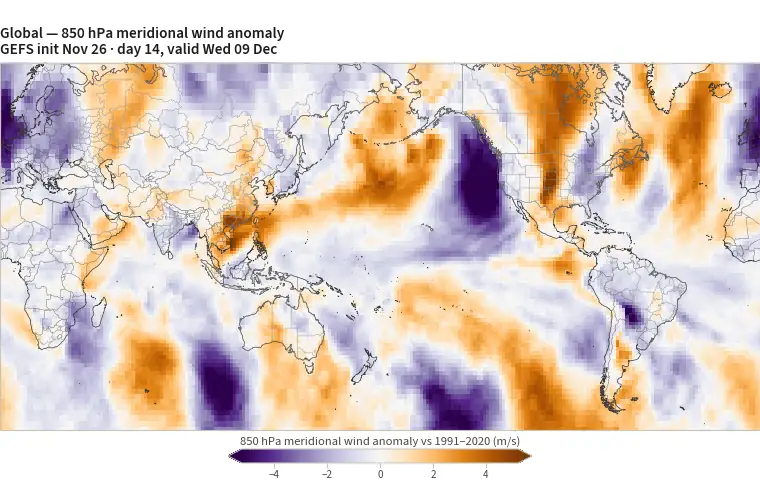 Global — 850 hPa meridional wind anomaly
GEFS init Nov 26 · day 14, valid Wed 09 Dec
850 hPa meridional wind anomaly vs 1991–2020 (m/s)
−4 −2 0 2 4